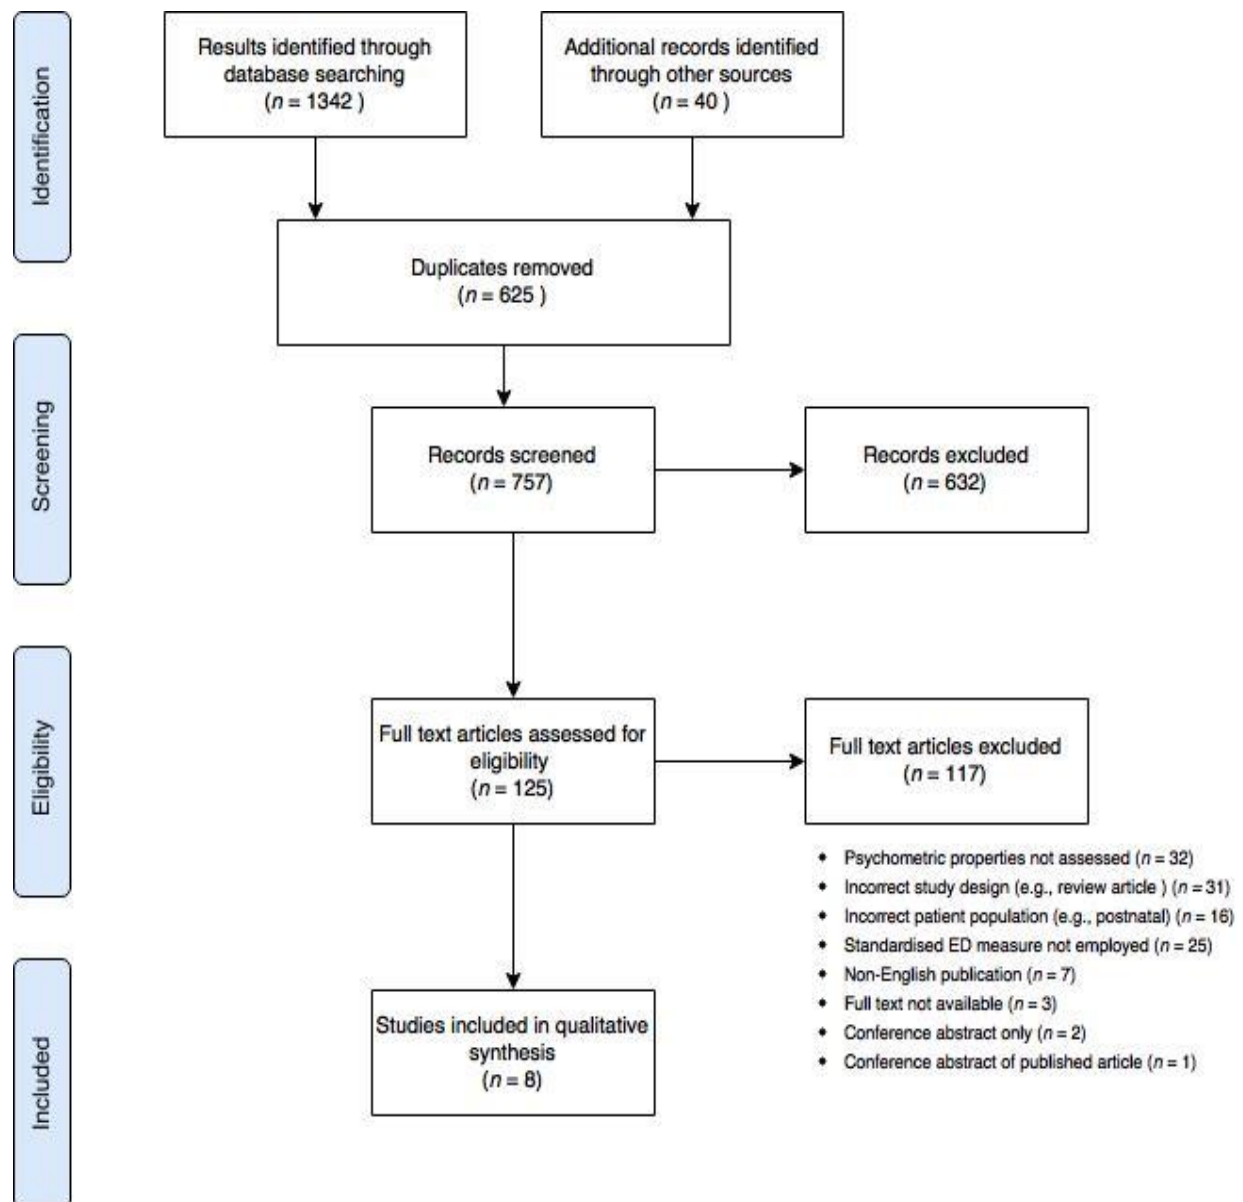 Identification
Results identified through
database searching
(n = 1342 )
Additional records identified
through other sources
(n = 40 )
Duplicates removed
(n = 625 )
Screening
Records screened
(n = 757)
Records excluded
(n = 632)
Eligibility
Full text articles assessed for
eligibility
(n = 125)
Full text articles excluded
(n = 117)
• Psychometric properties not assessed (n = 32)
• Incorrect study design (e.g., review article ) (n = 31)
• Incorrect patient population (e.g., postnatal) (n = 16)
• Standardised ED measure not employed (n = 25)
• Non-English publication (n = 7)
• Full text not available (n = 3)
• Conference abstract only (n = 2)
• Conference abstract of published article (n = 1)
Included
Studies included in qualitative
synthesis
(n = 8)